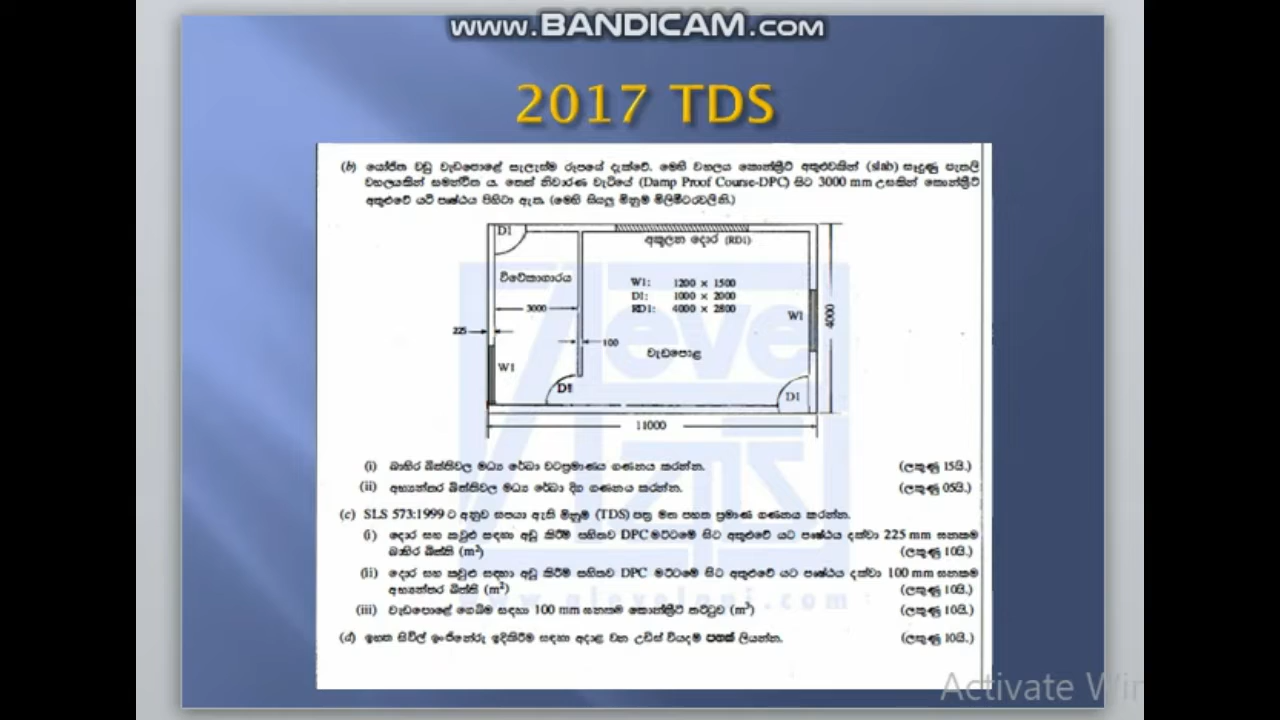 www.BANDICAM.com
2017 TDS
(b) යෝජිත වඩු වැඩපොළේ සැලැස්ම රූපයේ දැක්වේ. මෙහි වහලය කොන්ක්‍රීට් අතුළුවකින් (slab) සෑදුණු පැතලි
වහලයකින් සමන්විත ය. තෙත් නිවාරණ වැටියේ (Damp Proof Course-DPC) සිට 3000 mm උසකින් කොන්ක්‍රීට්
අතුළුවේ යටි පෘෂ්ඨය පිහිටා ඇත. (මෙහි සියලු මිනුම් මිලිමීටරවලිනි.)
D1
අකුලන දොර (RD1)
විවේකාගාරය
W1: 1200 × 1500
D1: 1000 × 2000
RD1: 4000 × 2800
3000
W1
4000
225
100
වැඩපොළ
W1
D1
D1
11000
(i) බාහිර බිත්තිවල මධ්‍ය රේඛා වටප්‍රමාණය ගණනය කරන්න. (ලකුණු 15යි.)
(ii) අභ්‍යන්තර බිත්තිවල මධ්‍ය රේඛා දිග ගණනය කරන්න. (ලකුණු 05යි.)
(c) SLS 573:1999 ට අනුව සපයා ඇති මිනුම් (TDS) පත්‍ර මත පහත ප්‍රමාණ ගණනය කරන්න.
(i) දොර සහ කවුළු සඳහා අඩු කිරීම් සහිතව DPC මට්ටමේ සිට අතුළුවේ යට පෘෂ්ඨය දක්වා 225 mm ඝනකම
බාහිර බිත්ති (m²) (ලකුණු 10යි.)
(ii) දොර සහ කවුළු සඳහා අඩු කිරීම් සහිතව DPC මට්ටමේ සිට අතුළුවේ යට පෘෂ්ඨය දක්වා 100 mm ඝනකම
අභ්‍යන්තර බිත්ති (m²) (ලකුණු 10යි.)
(iii) වැඩපොළේ ගෙබිම සඳහා 100 mm ඝනකම කොන්ක්‍රීට් තට්ටුව (m³) (ලකුණු 10යි.)
(d) ඉහත සිවිල් ඉංජිනේරු ඉදිකිරීම සඳහා අදාළ වන උඩිස් වියදම් පහක් ලියන්න. (ලකුණු 10යි.)
Activate Win